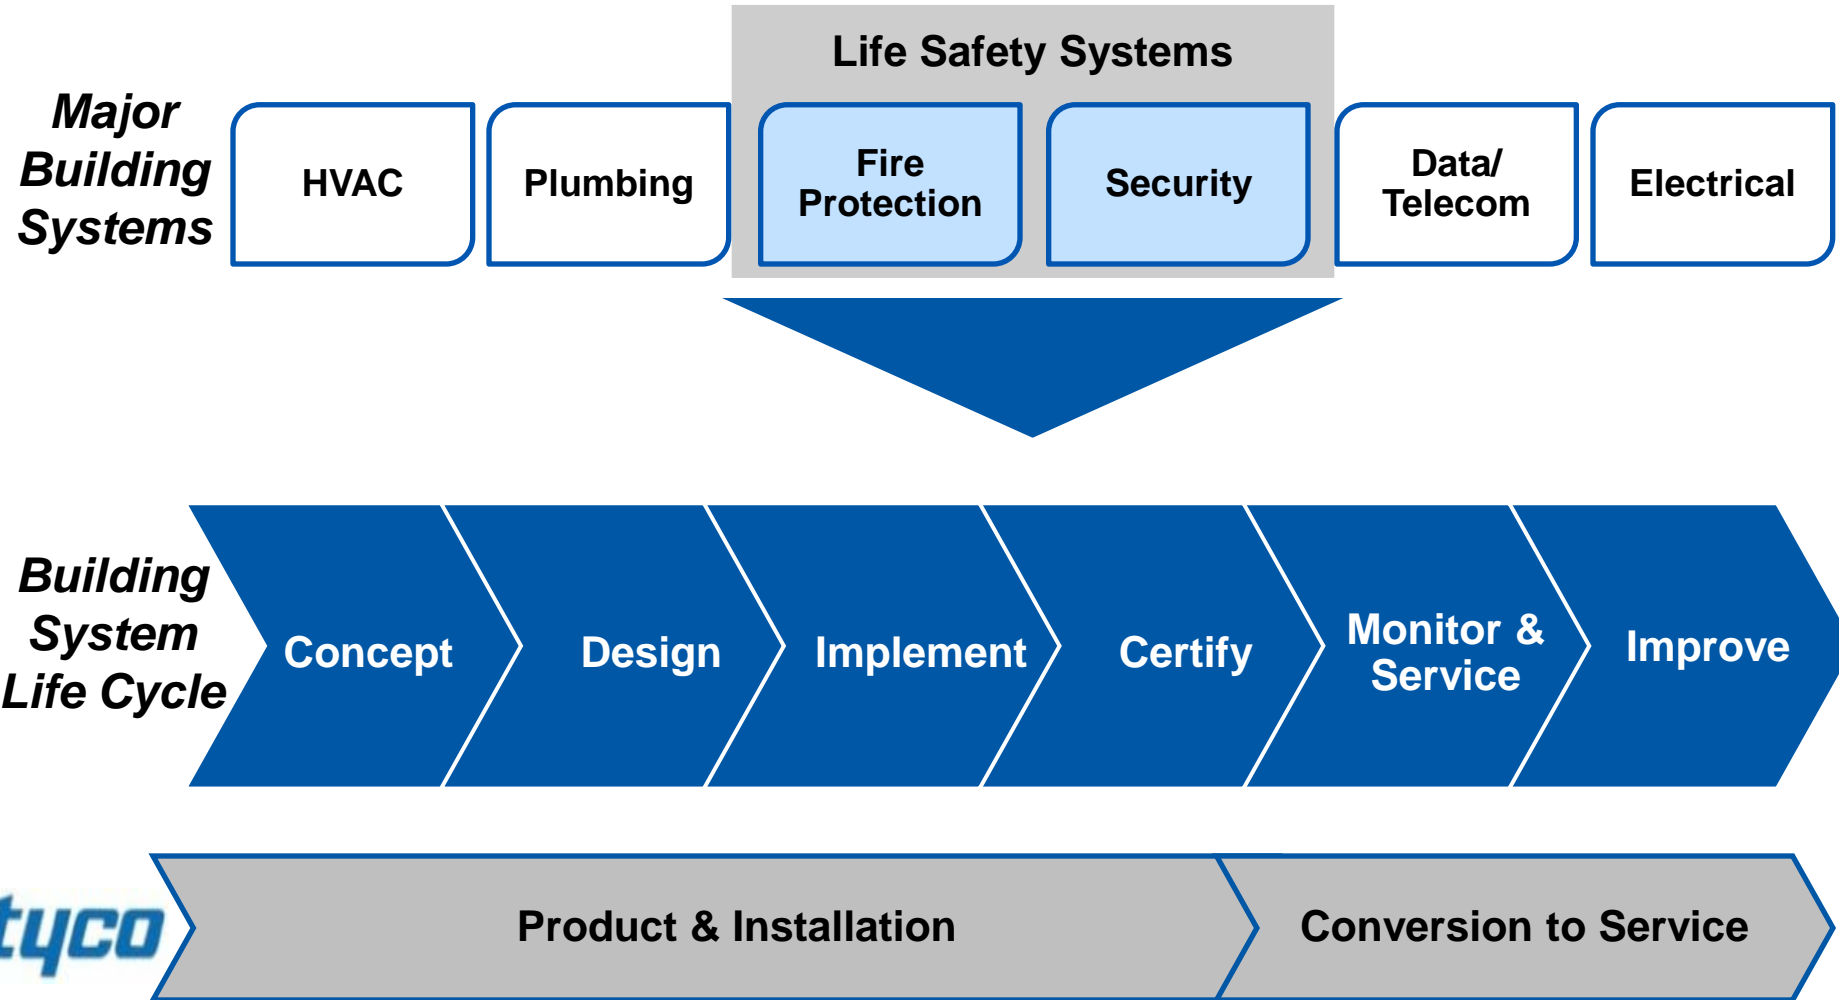 Life Safety Systems
Major
Building
Systems
HVAC
Plumbing
Fire
Protection
Security
Data/
Telecom
Electrical
Building
System
Life Cycle
Concept
Design
Implement
Certify
Monitor &
Service
Improve
tyco
Product & Installation
Conversion to Service